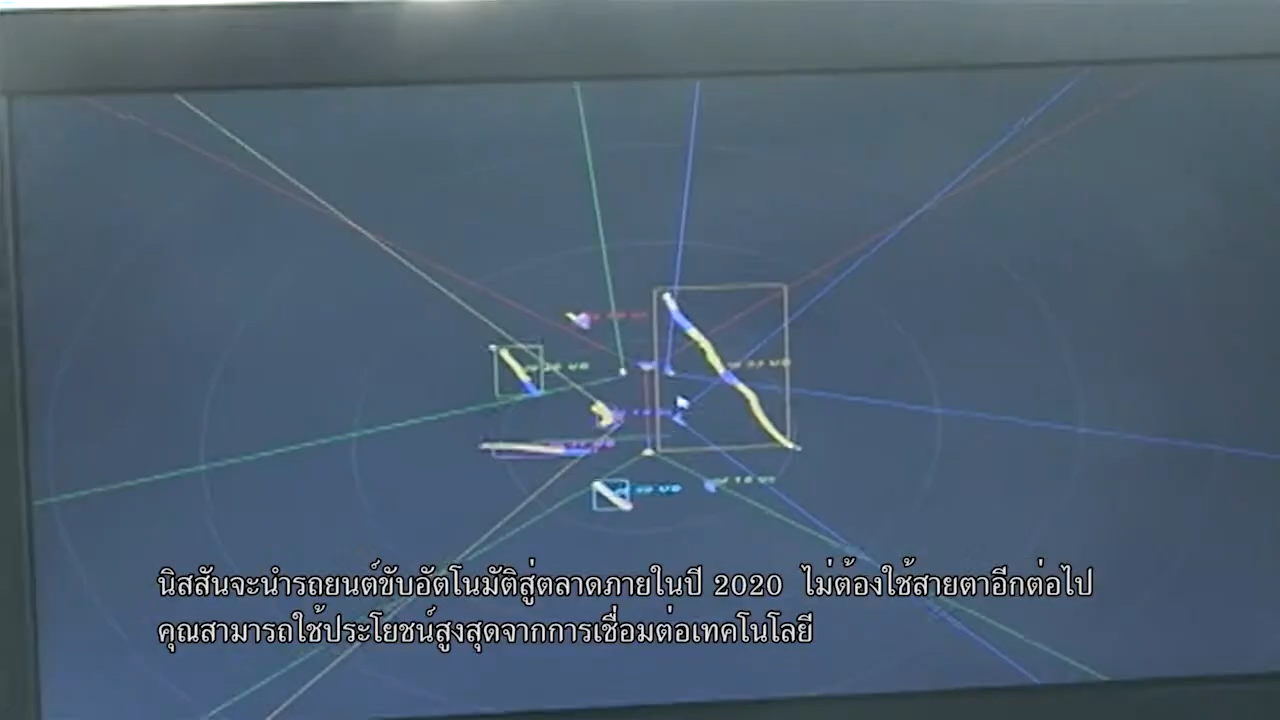 นิสสันจะนำรถยนต์ขับอัตโนมัติสู่ตลาดภายในปี 2020 ไม่ต้องใช้สายตาอีกต่อไป
คุณสามารถใช้ประโยชน์สูงสุดจากการเชื่อมต่อเทคโนโลยี